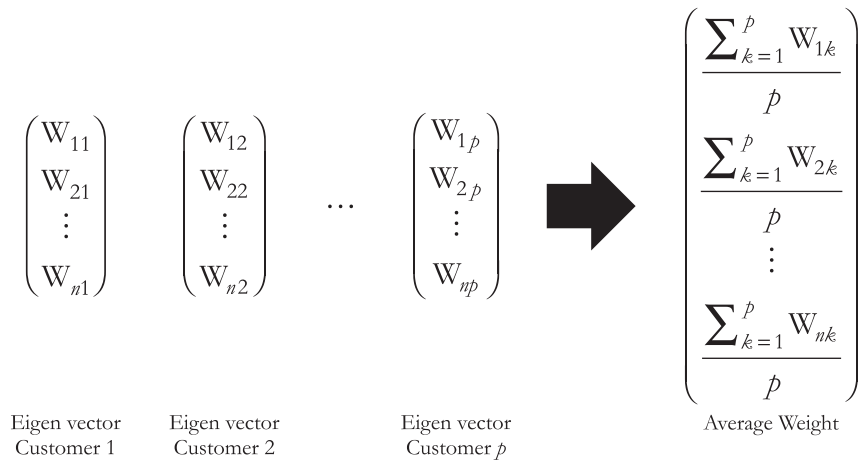 W₁₁
W₂₁
⋮
Wₙ₁
Eigen vector
Customer 1
W₁₂
W₂₂
⋮
Wₙ₂
Eigen vector
Customer 2
…
W₁ₚ
W₂ₚ
⋮
Wₙₚ
Eigen vector
Customer p
∑ᵖₖ₌₁ W₁ₖ
p
∑ᵖₖ₌₁ W₂ₖ
p
⋮
∑ᵖₖ₌₁ Wₙₖ
p
Average Weight